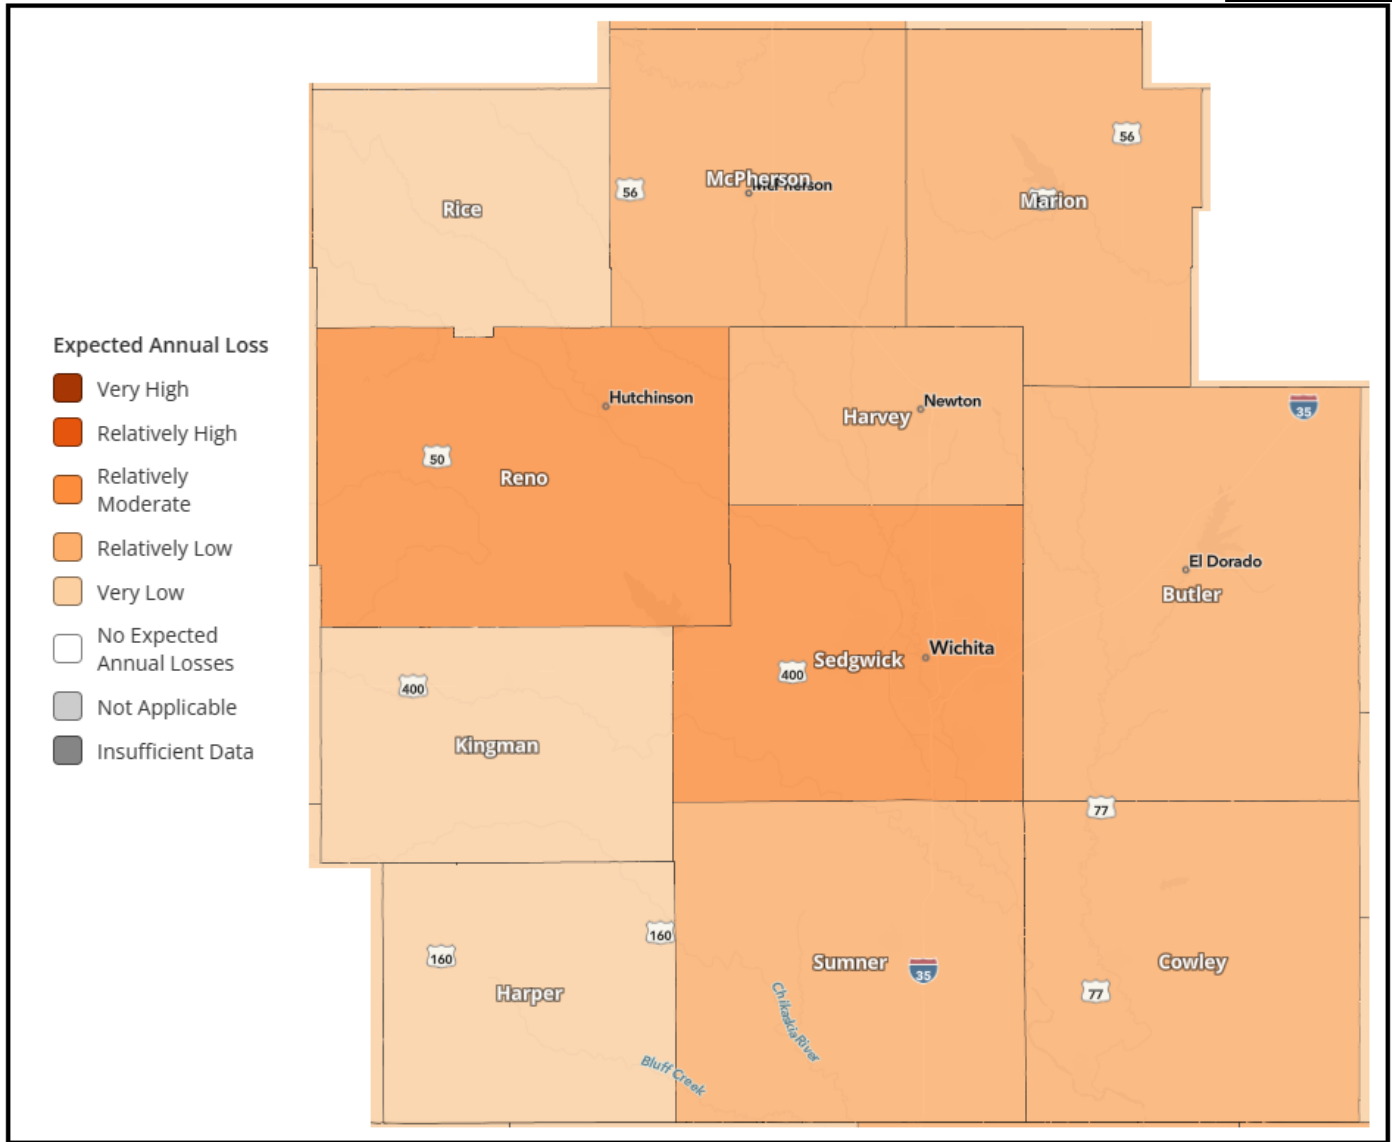 Expected Annual Loss
Very High
Relatively High
Relatively
Moderate
Relatively Low
Very Low
No Expected
Annual Losses
Not Applicable
Insufficient Data
56
56
McPherson
McPherson
Marion
Rice
Hutchinson
Newton
35
Harvey
50
Reno
El Dorado
Butler
Wichita
Sedgwick
400
400
Kingman
77
160
160
Sumner
35
Cowley
77
Harper
Chikaskia River
Bluff Creek